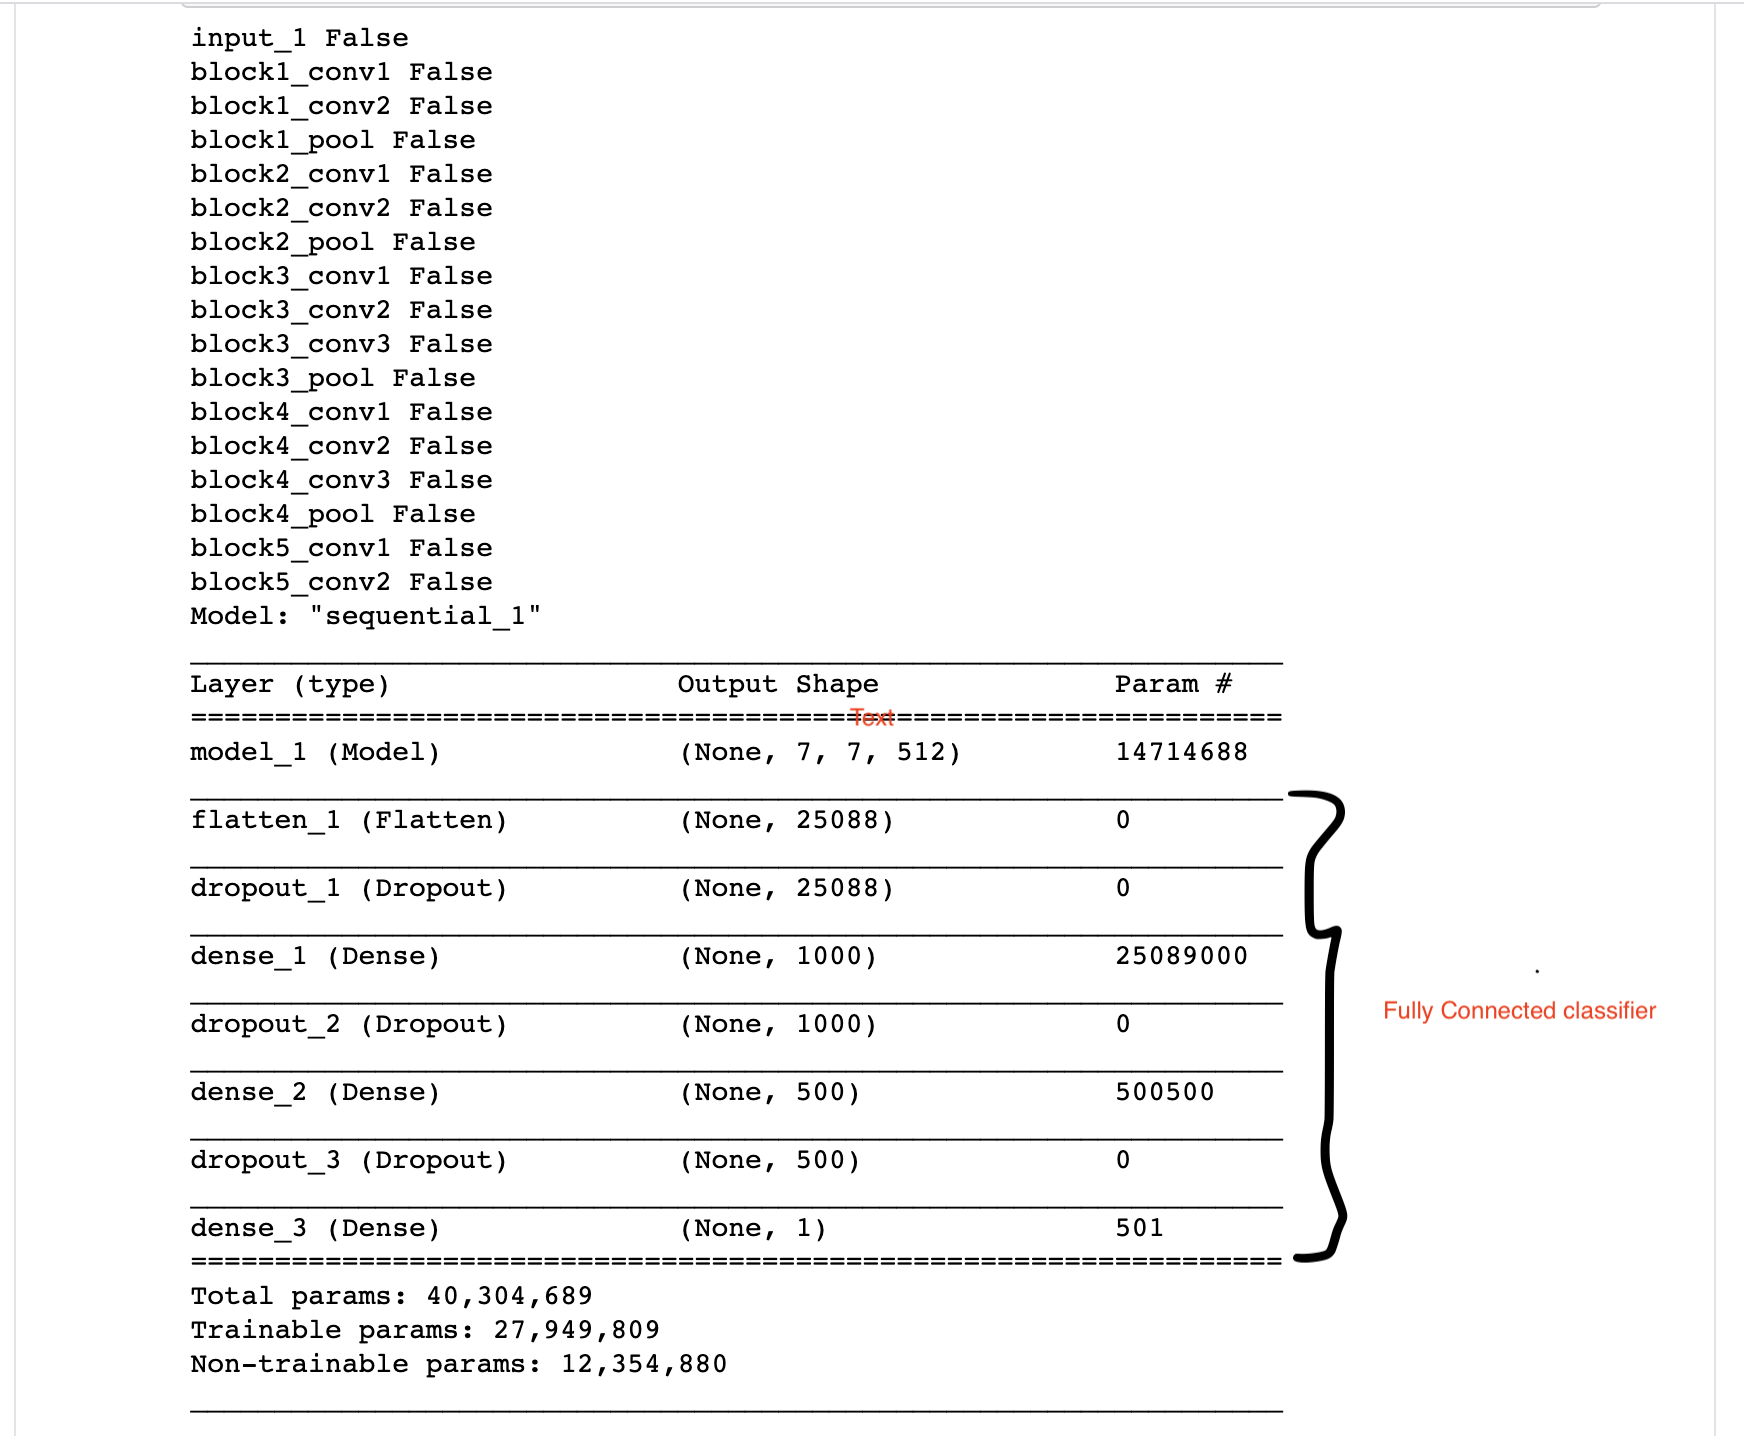 input_1 False
block1_conv1 False
block1_conv2 False
block1_pool False
block2_conv1 False
block2_conv2 False
block2_pool False
block3_conv1 False
block3_conv2 False
block3_conv3 False
block3_pool False
block4_conv1 False
block4_conv2 False
block4_conv3 False
block4_pool False
block5_conv1 False
block5_conv2 False
Model: "sequential_1"
Layer (type) Output Shape Param #
Text
model_1 (Model) (None, 7, 7, 512) 14714688
flatten_1 (Flatten) (None, 25088) 0
dropout_1 (Dropout) (None, 25088) 0
dense_1 (Dense) (None, 1000) 25089000
Fully Connected classifier
dropout_2 (Dropout) (None, 1000) 0
dense_2 (Dense) (None, 500) 500500
dropout_3 (Dropout) (None, 500) 0
dense_3 (Dense) (None, 1) 501
Total params: 40,304,689
Trainable params: 27,949,809
Non-trainable params: 12,354,880